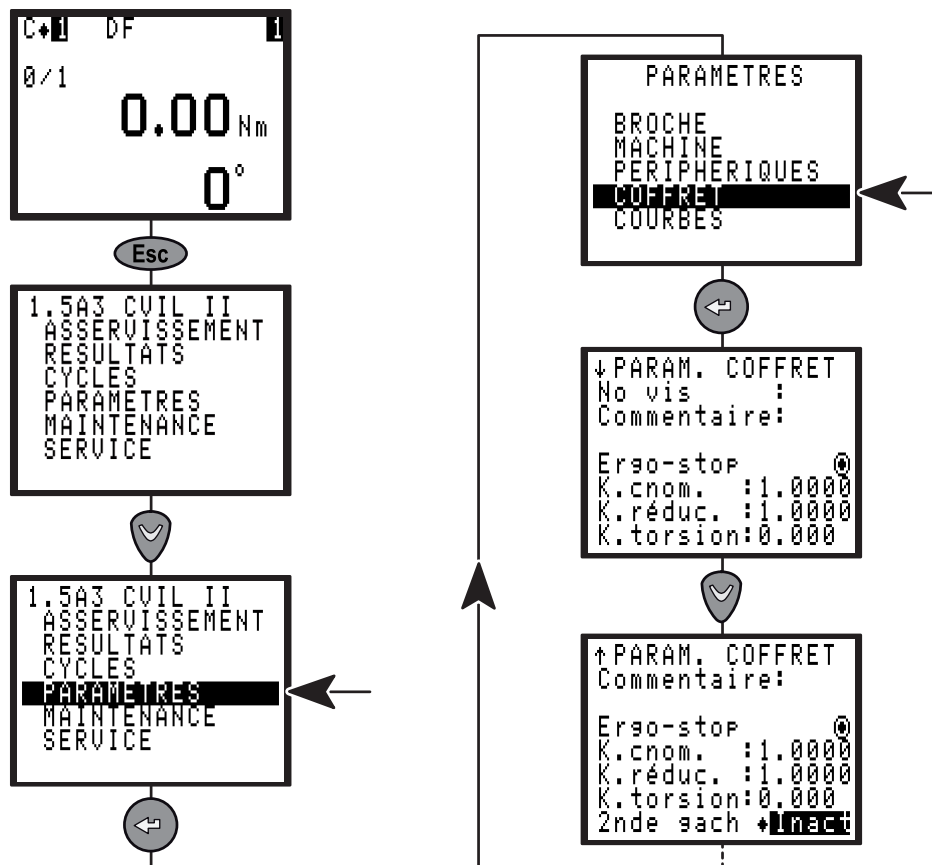 C♦1 DF 1
0/1
0.00 Nm
0°
Esc
1.5A3 CVIL II
ASSERVISSEMENT
RESULTATS
CYCLES
PARAMETRES
MAINTENANCE
SERVICE
1.5A3 CVIL II
ASSERVISSEMENT
RESULTATS
CYCLES
PARAMETRES
MAINTENANCE
SERVICE
PARAMETRES
BROCHE
MACHINE
PERIPHERIQUES
COFFRET
COURBES
↓PARAM. COFFRET
No vis :
Commentaire:
Ergo-stop
K.cnom. :1.0000
K.réduc. :1.0000
K.torsion:0.000
↑PARAM. COFFRET
Commentaire:
Ergo-stop
K.cnom. :1.0000
K.réduc. :1.0000
K.torsion:0.000
2nde gach ♦Inact